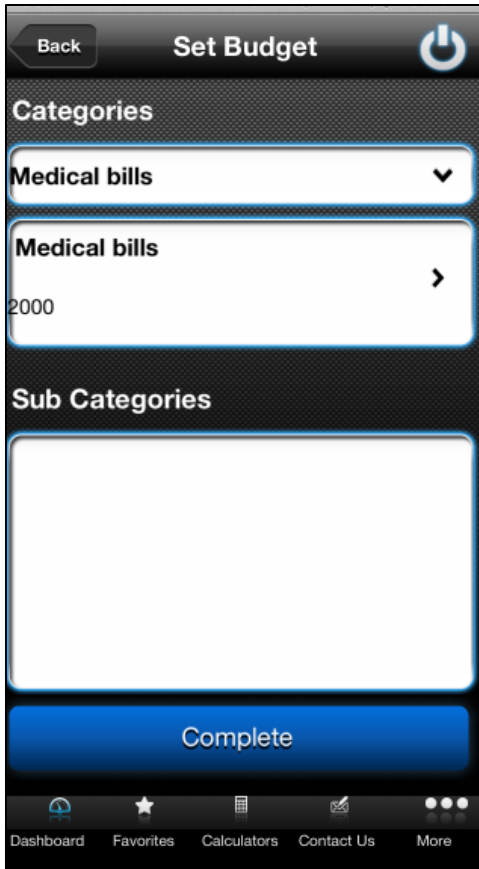 Back
Set Budget
Categories
Medical bills
Medical bills
2000
Sub Categories
Complete
Dashboard Favorites Calculators Contact Us More